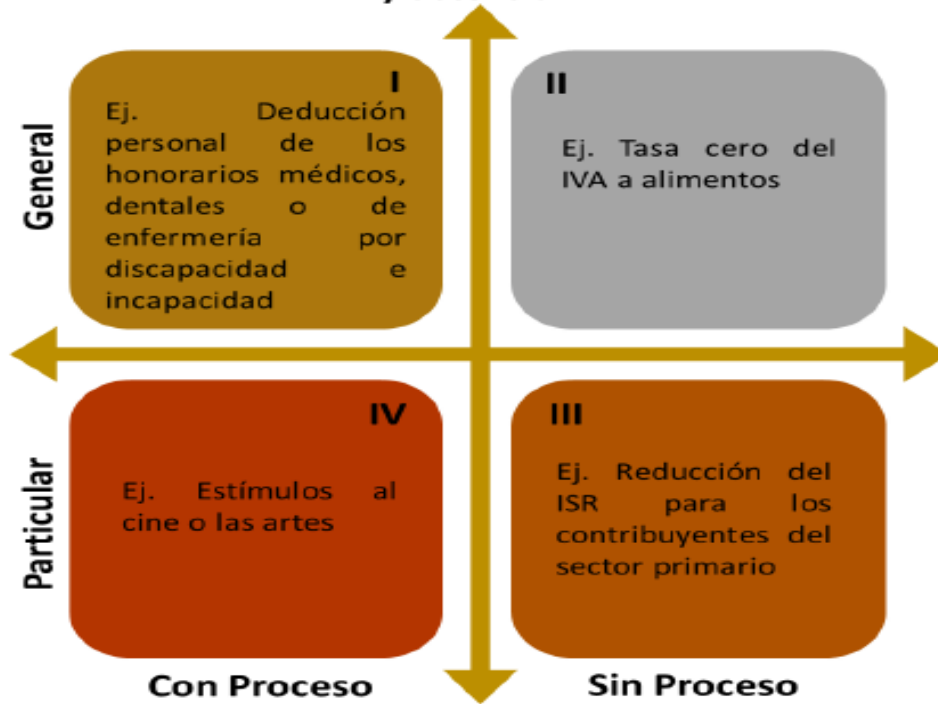 General
I
Ej. Deducción
personal de los
honorarios médicos,
dentales o de
enfermería por
discapacidad e
incapacidad
II
Ej. Tasa cero del
IVA a alimentos
Particular
IV
Ej. Estímulos al
cine o las artes
III
Ej. Reducción del
ISR para los
contribuyentes del
sector primario
Con Proceso
Sin Proceso